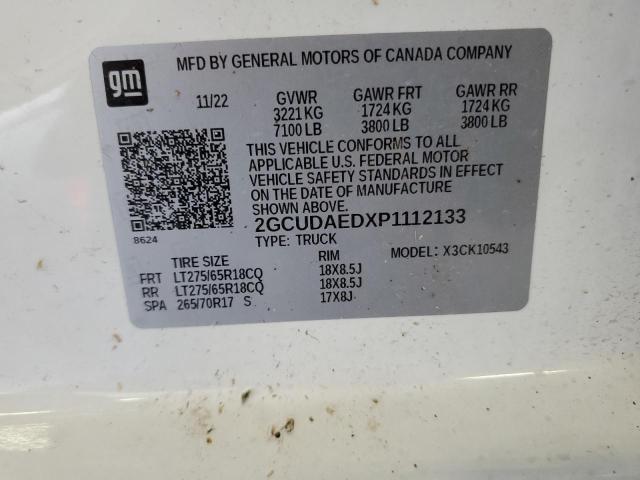 gm
MFD BY GENERAL MOTORS OF CANADA COMPANY
11/22 GVWR GAWR FRT GAWR RR
3221 KG 1724 KG 1724 KG
7100 LB 3800 LB 3800 LB
THIS VEHICLE CONFORMS TO ALL
APPLICABLE U.S. FEDERAL MOTOR
VEHICLE SAFETY STANDARDS IN EFFECT
ON THE DATE OF MANUFACTURE
SHOWN ABOVE.
2GCUDAEDXP1112133
8624
TYPE: TRUCK MODEL: X3CK10543
TIRE SIZE RIM
FRT LT275/65R18CQ 18X8.5J
RR LT275/65R18CQ 18X8.5J
SPA 265/70R17 S 17X8J